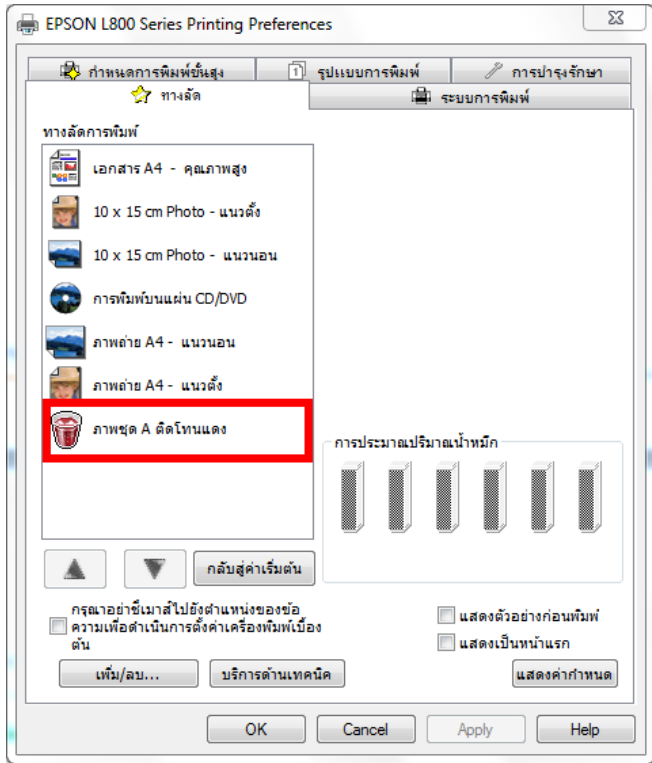 EPSON L800 Series Printing Preferences
กำหนดการพิมพ์ขั้นสูง
1 รูปแบบการพิมพ์
การบำรุงรักษา
ทางลัด
ระบบการพิมพ์
ทางลัดการพิมพ์
เอกสาร A4 - คุณภาพสูง
10 x 15 cm Photo - แนวตั้ง
10 x 15 cm Photo - แนวนอน
การพิมพ์บนแผ่น CD/DVD
ภาพถ่าย A4 - แนวนอน
ภาพถ่าย A4 - แนวตั้ง
ภาพชุด A ติดโทนแดง
การประมาณปริมาณน้ำหมึก
กลับสู่ค่าเริ่มต้น
กรุณาอย่าชี้เมาส์ไปยังตำแหน่งของข้อ
ความเพื่อดำเนินการตั้งค่าเครื่องพิมพ์เบื้อง
ต้น
แสดงตัวอย่างก่อนพิมพ์
แสดงเป็นหน้าแรก
เพิ่ม/ลบ...
บริการด้านเทคนิค
แสดงค่ากำหนด
OK
Cancel
Apply
Help